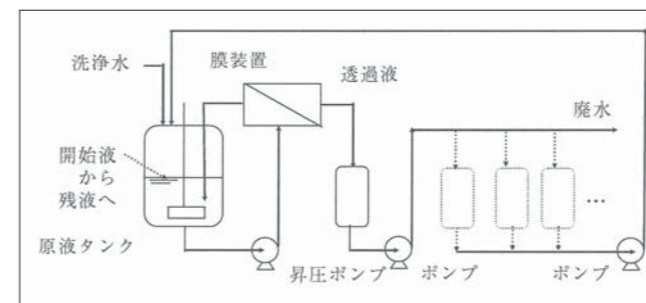 洗浄水
膜装置
透過液
廃水
開始液
から
残液へ
…
原液タンク
昇圧ポンプ
ポンプ
ポンプ